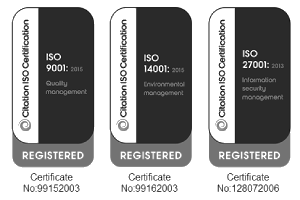 Citation ISO Certification
ISO
9001: 2015
Quality
management
REGISTERED
Certificate
No:99152003
Citation ISO Certification
ISO
14001: 2015
Environmental
management
REGISTERED
Certificate
No:99162003
Citation ISO Certification
ISO
27001: 2013
Information
security
management
REGISTERED
Certificate
No:128072006